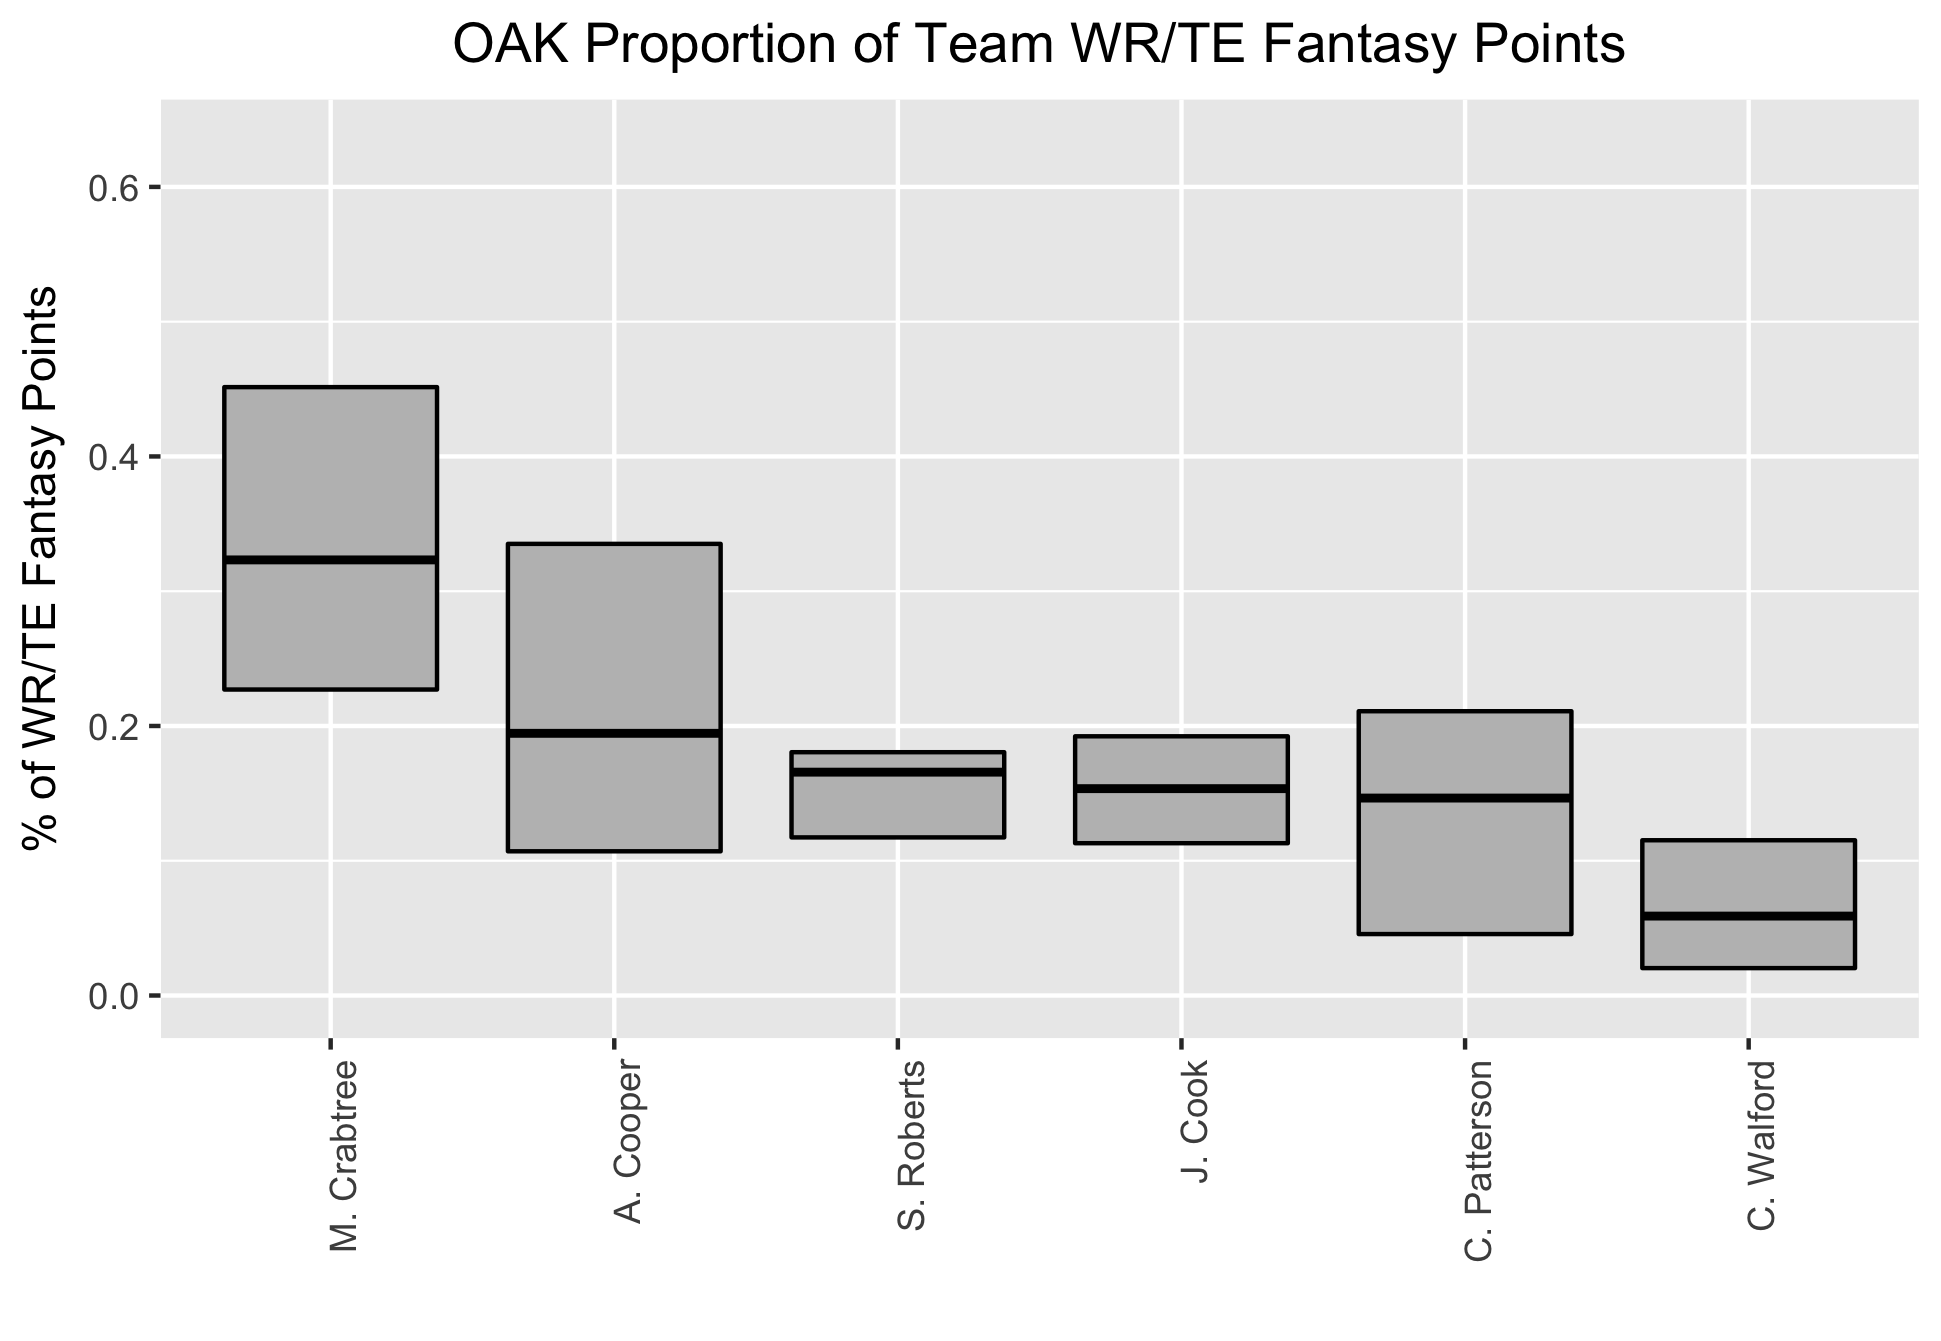 OAK Proportion of Team WR/TE Fantasy Points
% of WR/TE Fantasy Points
0.6
0.4
0.2
0.0
M. Crabtree
A. Cooper
S. Roberts
J. Cook
C. Patterson
C. Walford